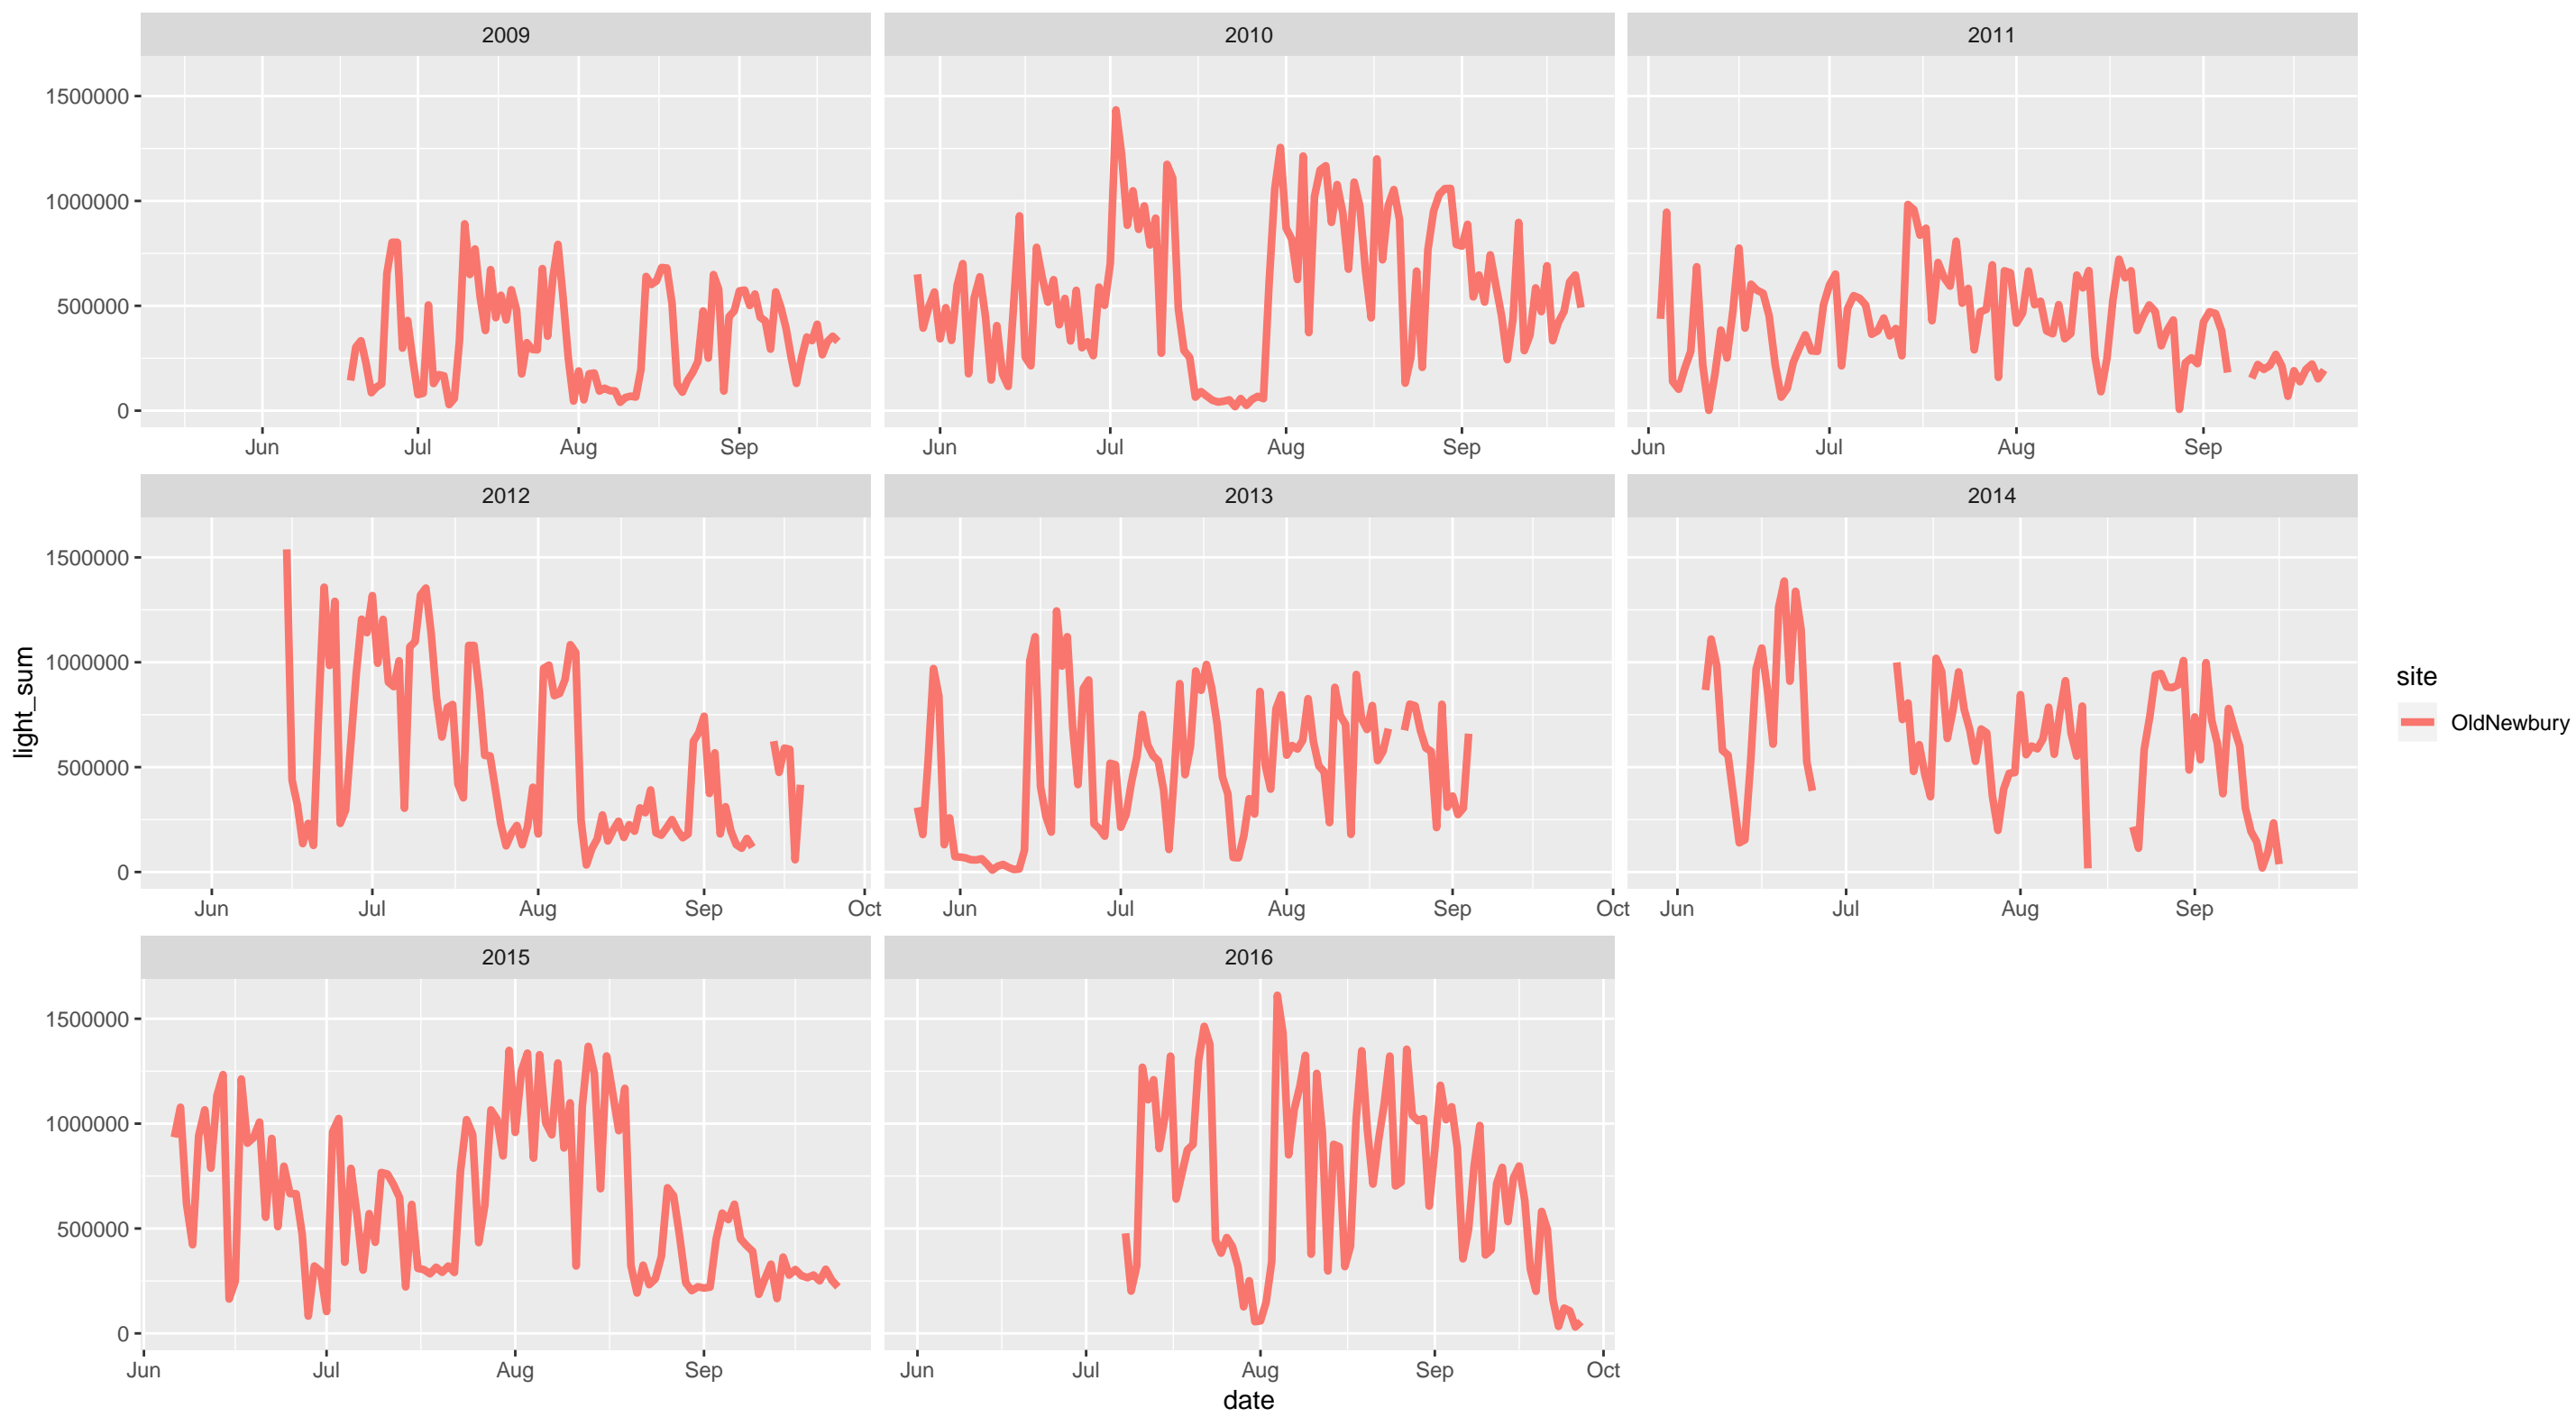 2009 2010 2011
1500000
1000000
500000
0
Jun Jul Aug Sep Jun Jul Aug Sep Jun Jul Aug Sep
2012 2013 2014
1500000
1000000
500000
0
Jun Jul Aug Sep Oct Jun Jul Aug Sep Oct Jun Jul Aug Sep
light_sum
site
OldNewbury
2015 2016
1500000
1000000
500000
0
Jun Jul Aug Sep Jun Jul Aug Sep Oct
date